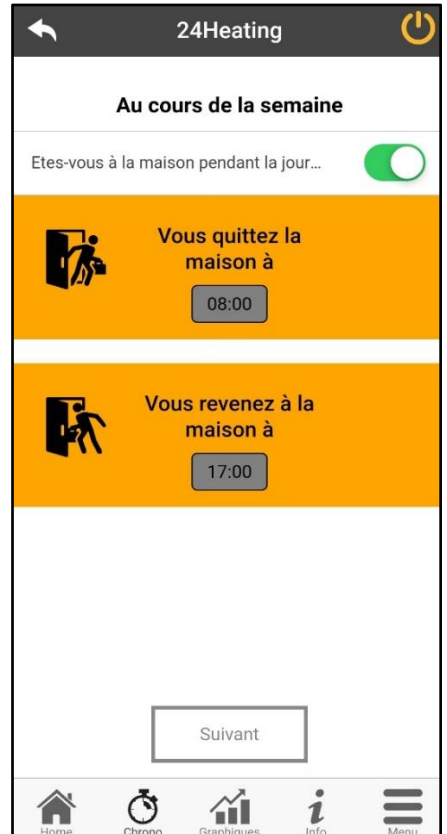 24Heating
Au cours de la semaine
Etes-vous à la maison pendant la jour...
Vous quittez la
maison à
08:00
Vous revenez à la
maison à
17:00
Suivant
Home Chrono Graphiques Info Menu